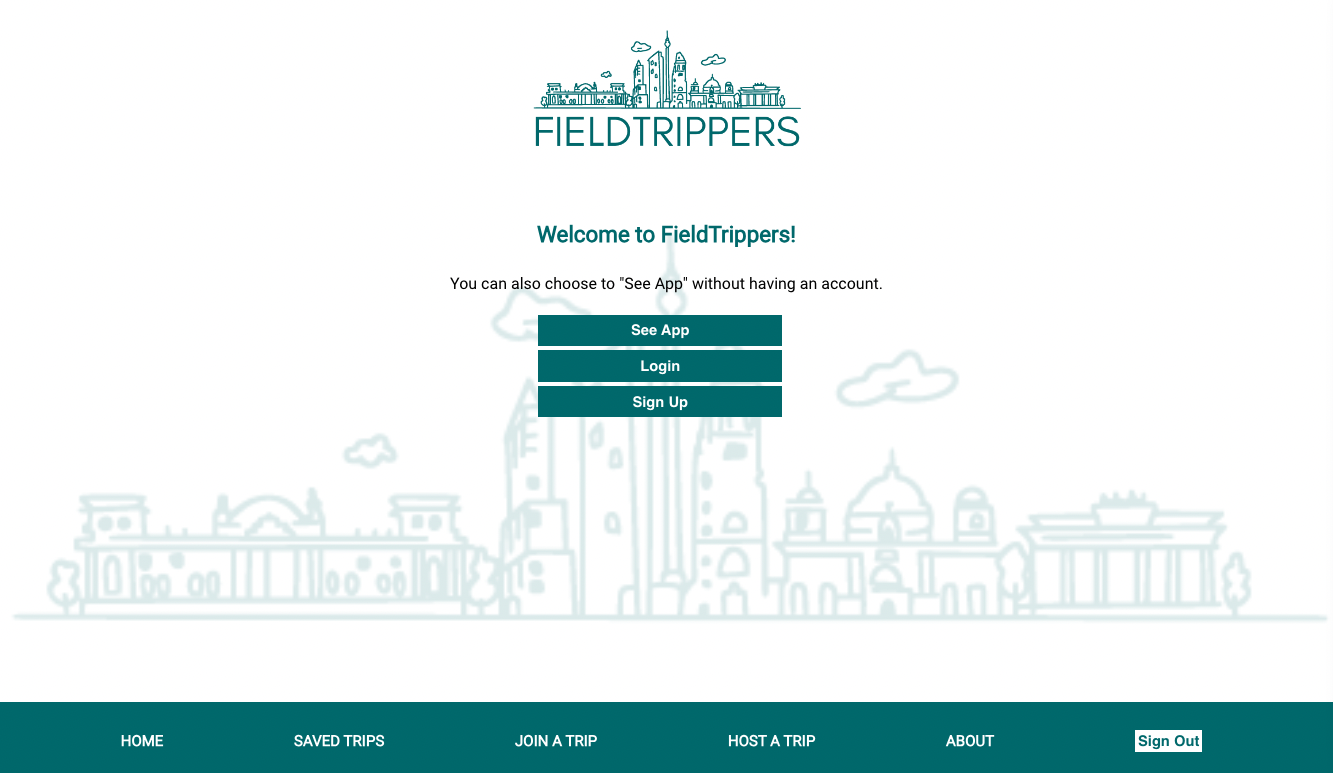 FIELDTRIPPERS
Welcome to FieldTrippers!
You can also choose to "See App" without having an account.
See App
Login
Sign Up
HOME SAVED TRIPS JOIN A TRIP HOST A TRIP ABOUT Sign Out